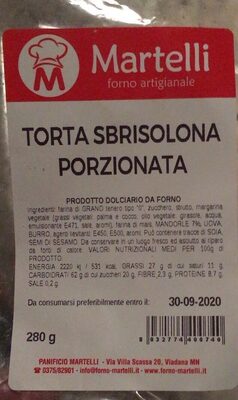 Martelli
forno artigianale
TORTA SBRISOLONA
PORZIONATA
PRODOTTO DOLCIARIO DA FORNO
Ingredienti: farina di GRANO tenero tipo "0", zucchero, strutto, margarina
vegetale (grassi vegetali: palma e cocco, olio vegetale: girasole, acqua,
emulsionante E471, sale, aromi), farina di mais, MANDORLE 7%, UOVA,
BURRO, agenti lievitanti: E450, E500, aromi. Può contenere tracce di SOIA,
SEMI DI SESAMO. Da conservare in un luogo fresco ed asciutto al riparo
da fonti di calore. VALORI NUTRIZIONALI MEDI PER 100g di
PRODOTTO:
ENERGIA 2220 kj / 531 kcal, GRASSI 27 g di cui saturi 11 g
CARBOIDRATI 62 g di cui zuccheri 20 g, FIBRE 2,3 g, PROTEINE 8,7 g,
SALE 0,2 g.
Da consumarsi preferibilmente entro il: 30-09-2020
280 g
8 032774 400740
PANIFICIO MARTELLI - Via Villa Scassa 20, Viadana MN
0375/82901 - info@forno-martelli.it - www.forno-martelli.it